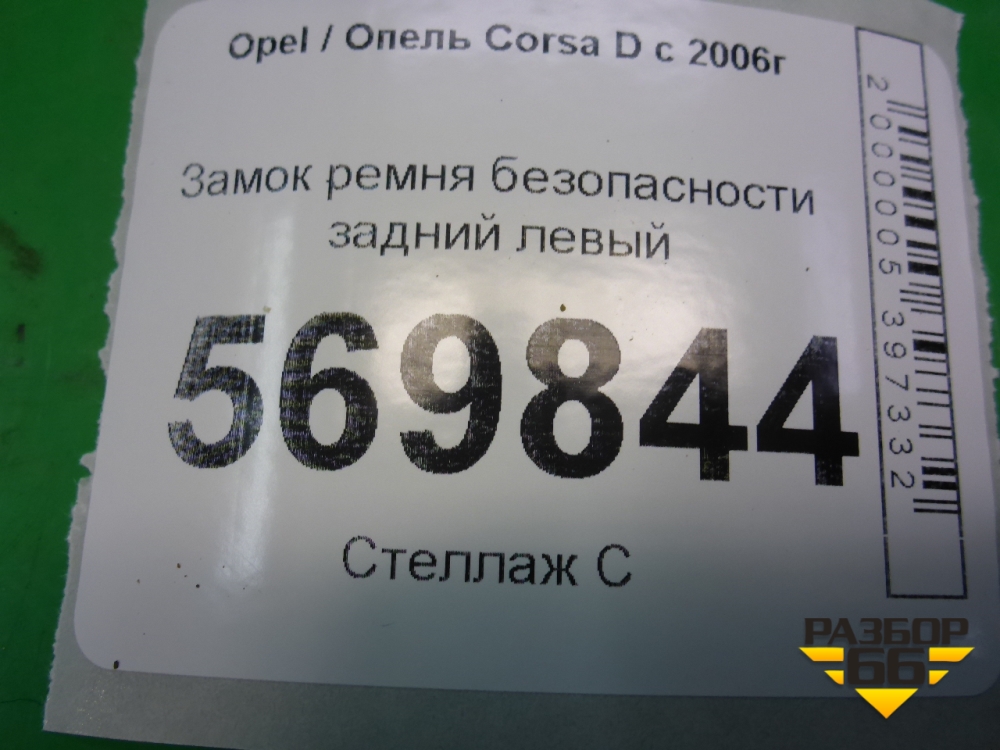 Opel / Опель Corsa D с 2006г
Замок ремня безопасности
задний левый
569844
Стеллаж С
2000005397332
РАЗБОР
66